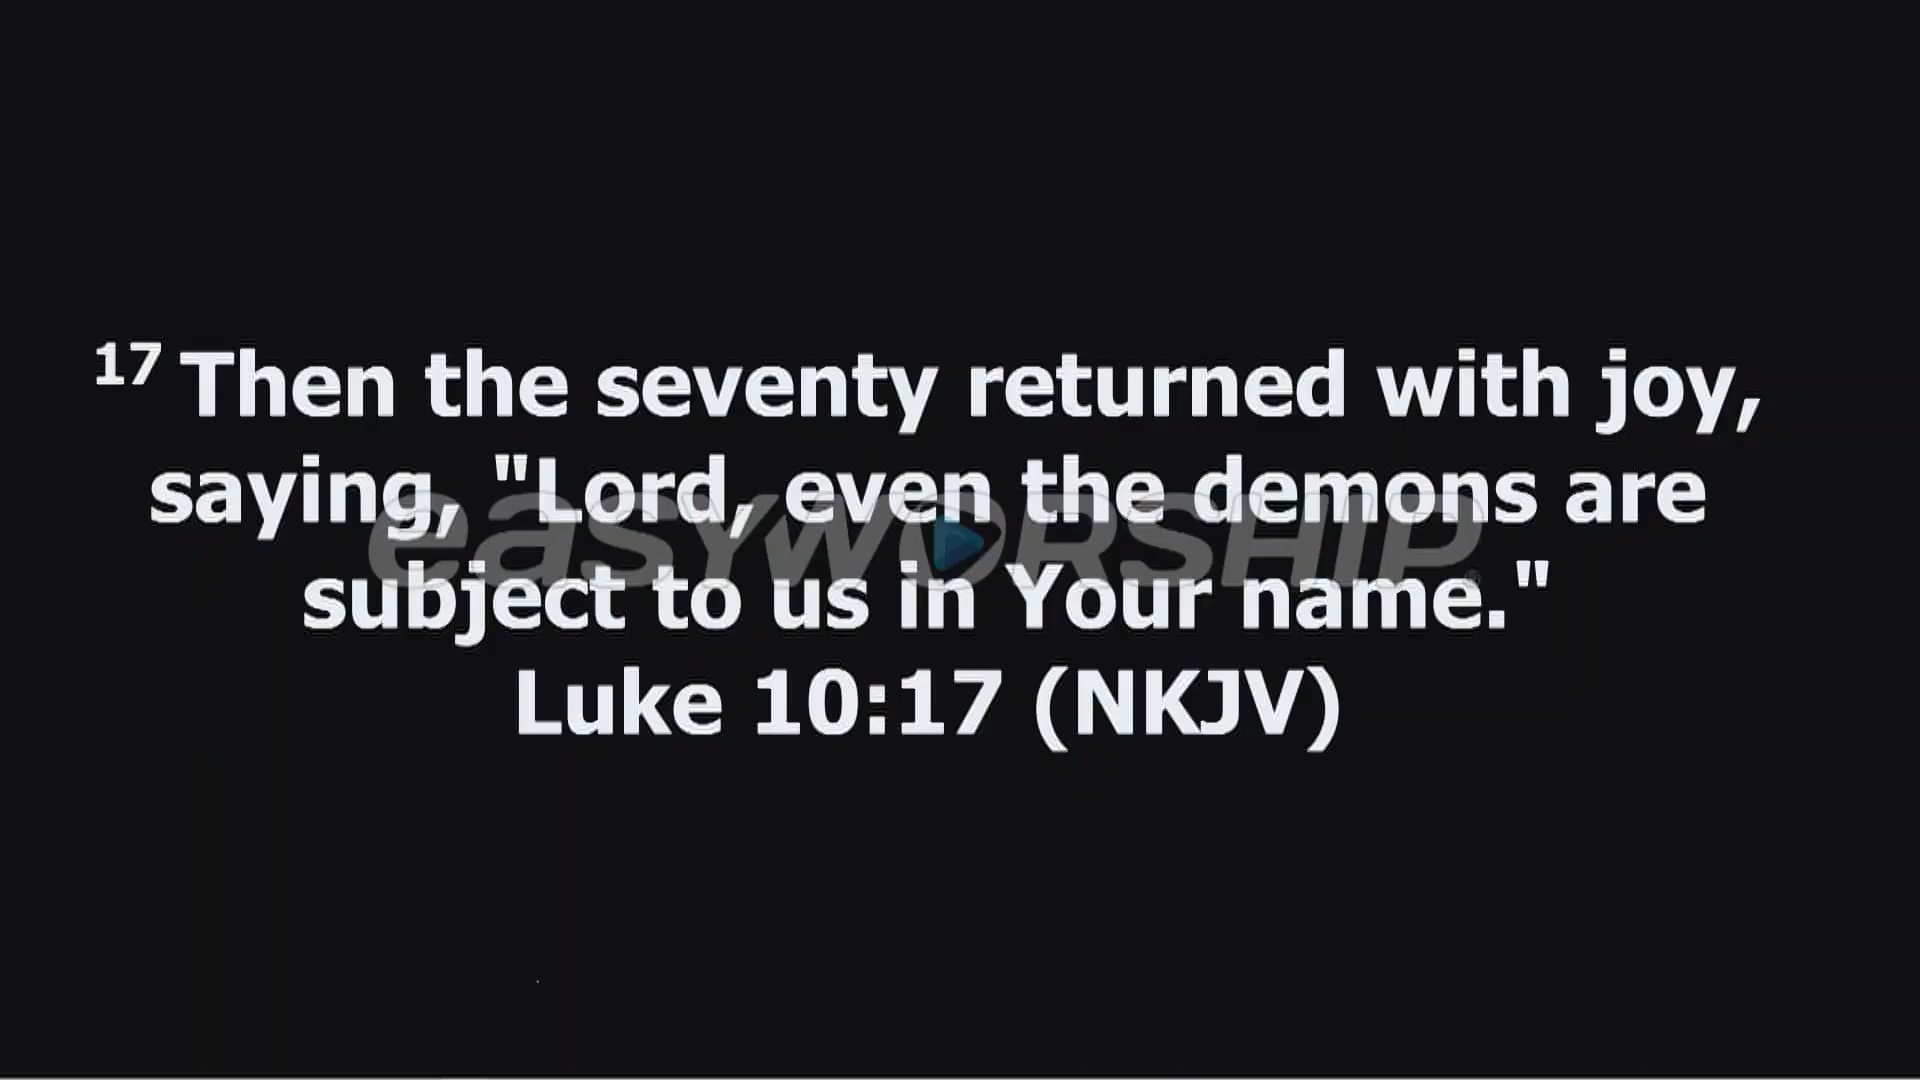 17 Then the seventy returned with joy,
saying, "Lord, even the demons are
easyWORSHIP®
subject to us in Your name."
Luke 10:17 (NKJV)